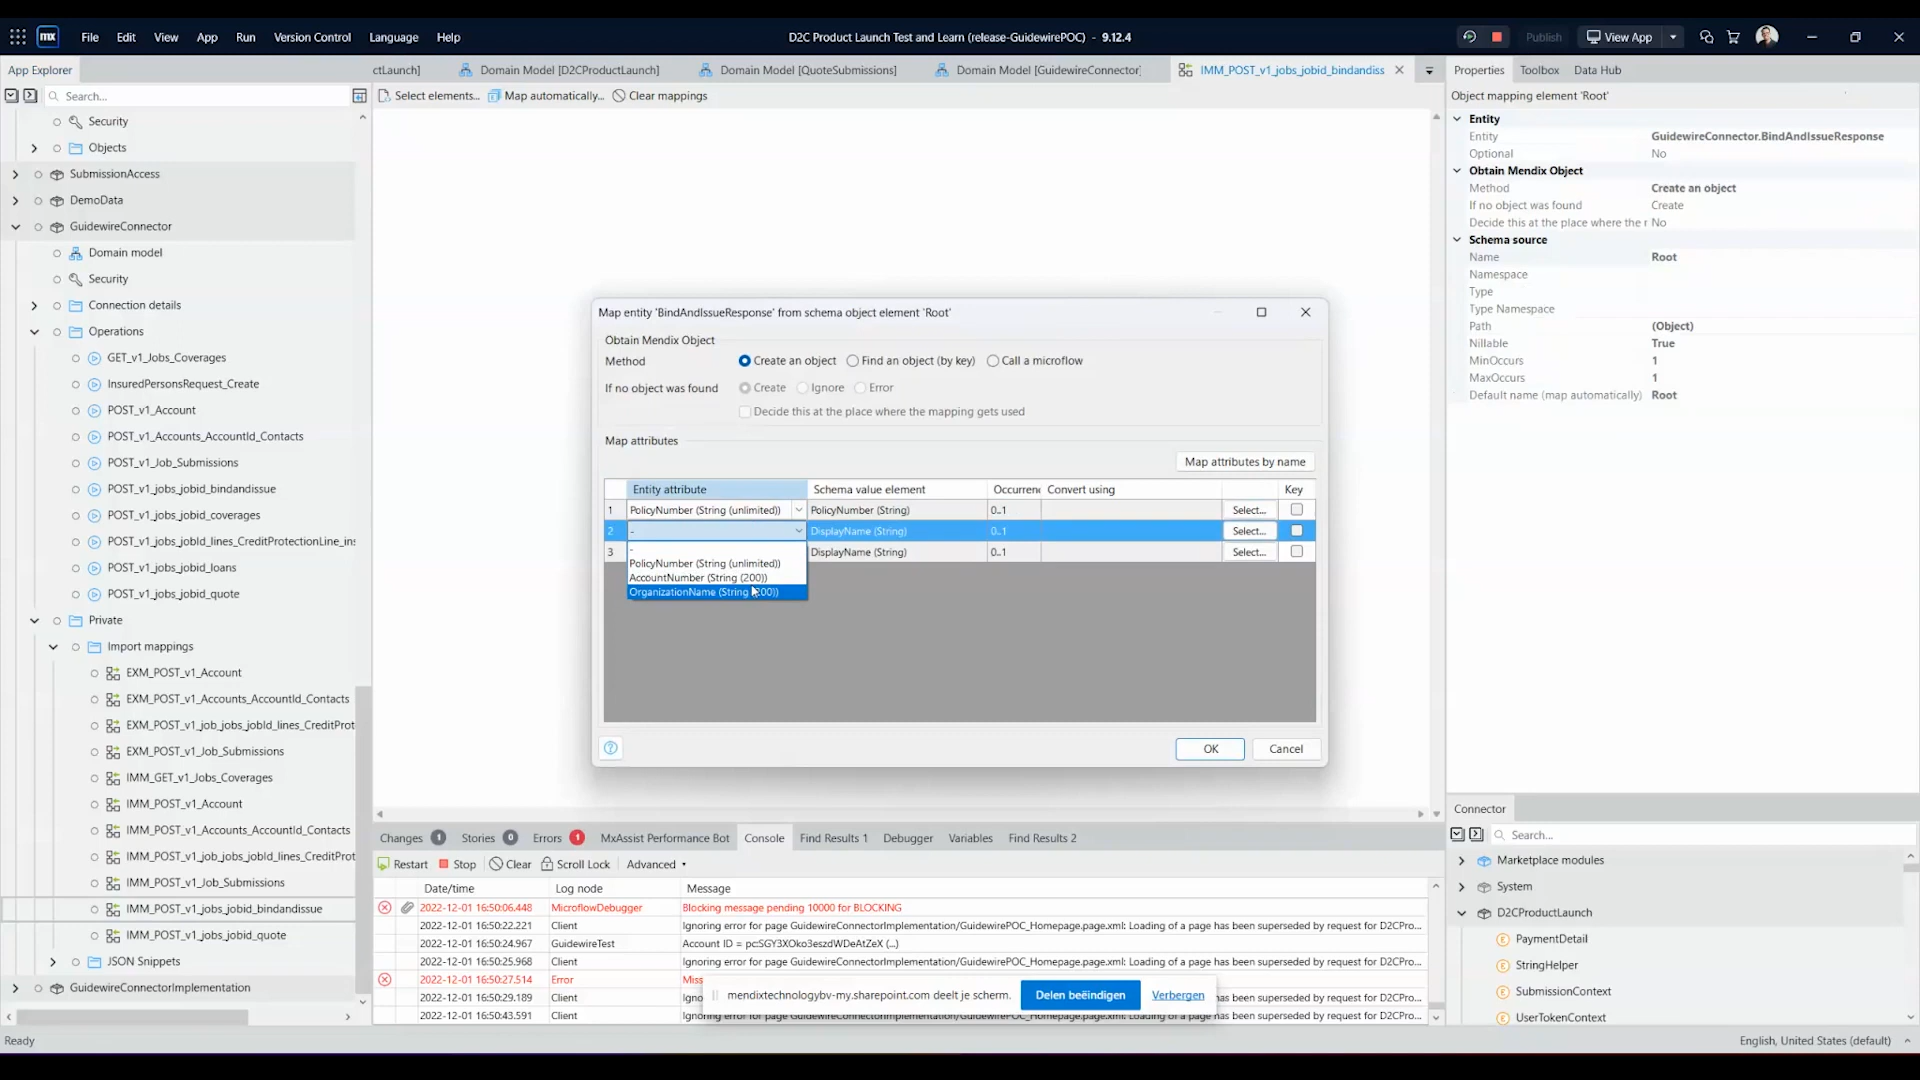 mx
File Edit View App Run Version Control Language Help
D2C Product Launch Test and Learn (release-GuidewirePOC) - 9.12.4
Publish
View App
App Explorer
ctLaunch]
Domain Model [D2CProductLaunch]
Domain Model [QuoteSubmissions]
Domain Model [GuidewireConnector]
IMM_POST_v1_jobs_jobid_bindandiss
Properties Toolbox Data Hub
Search...
Select elements... Map automatically... Clear mappings
Object mapping element 'Root'
Security
Objects
SubmissionAccess
DemoData
GuidewireConnector
Domain model
Security
Connection details
Operations
GET_v1_Jobs_Coverages
InsuredPersonsRequest_Create
POST_v1_Account
POST_v1_Accounts_AccountId_Contacts
POST_v1_Job_Submissions
POST_v1_jobs_jobid_bindandissue
POST_v1_jobs_jobid_coverages
POST_v1_jobs_jobId_lines_CreditProtectionLine_ins
POST_v1_jobs_jobid_loans
POST_v1_jobs_jobid_quote
Private
Import mappings
EXM_POST_v1_Account
EXM_POST_v1_Accounts_AccountId_Contacts
EXM_POST_v1_job_jobs_jobId_lines_CreditProt
EXM_POST_v1_Job_Submissions
IMM_GET_v1_Jobs_Coverages
IMM_POST_v1_Account
IMM_POST_v1_Accounts_AccountId_Contacts
IMM_POST_v1_job_jobs_jobId_lines_CreditProt
IMM_POST_v1_Job_Submissions
IMM_POST_v1_jobs_jobid_bindandissue
IMM_POST_v1_jobs_jobid_quote
JSON Snippets
GuidewireConnectorImplementation
Map entity 'BindAndIssueResponse' from schema object element 'Root'
Obtain Mendix Object
Method Create an object Find an object (by key) Call a microflow
If no object was found Create Ignore Error
Decide this at the place where the mapping gets used
Map attributes
Map attributes by name
Entity attribute Schema value element Occurrenc Convert using Key
1 PolicyNumber (String (unlimited)) PolicyNumber (String) 0..1 Select...
2 - DisplayName (String) 0..1 Select...
3 DisplayName (String) 0..1 Select...
-
PolicyNumber (String (unlimited))
AccountNumber (String (200))
OrganizationName (String (200))
OK Cancel
Entity
Entity GuidewireConnector.BindAndIssueResponse
Optional No
Obtain Mendix Object
Method Create an object
If no object was found Create
Decide this at the place where the r No
Schema source
Name Root
Namespace
Type
Type Namespace
Path (Object)
Nillable True
MinOccurs 1
MaxOccurs 1
Default name (map automatically) Root
Changes 1 Stories 0 Errors 1 MxAssist Performance Bot Console Find Results 1 Debugger Variables Find Results 2
Restart Stop Clear Scroll Lock Advanced
Date/time Log node Message
2022-12-01 16:50:06.448 MicroflowDebugger Blocking message pending 10000 for BLOCKING
2022-12-01 16:50:22.221 Client Ignoring error for page GuidewireConnectorImplementation/GuidewirePOC_Homepage.page.xml: Loading of a page has been superseded by request for D2CPro...
2022-12-01 16:50:24.967 GuidewireTest Account ID = pcSGY3XOko3eszdWDeAtZeX (...)
2022-12-01 16:50:25.968 Client Ignoring error for page GuidewireConnectorImplementation/GuidewirePOC_Homepage.page.xml: Loading of a page has been superseded by request for D2CPro...
2022-12-01 16:50:27.514 Error Miss
2022-12-01 16:50:29.189 Client Igno has been superseded by request for D2CPro...
2022-12-01 16:50:43.591 Client Ignoring error for page GuidewireConnectorImplementation/GuidewirePOC_Homepage.page.xml: Loading of a page has been superseded by request for D2CPro...
mendixtechnologybv-my.sharepoint.com deelt je scherm. Delen beëindigen Verbergen
Connector
Search...
Marketplace modules
System
D2CProductLaunch
PaymentDetail
StringHelper
SubmissionContext
UserTokenContext
Ready
English, United States (default)